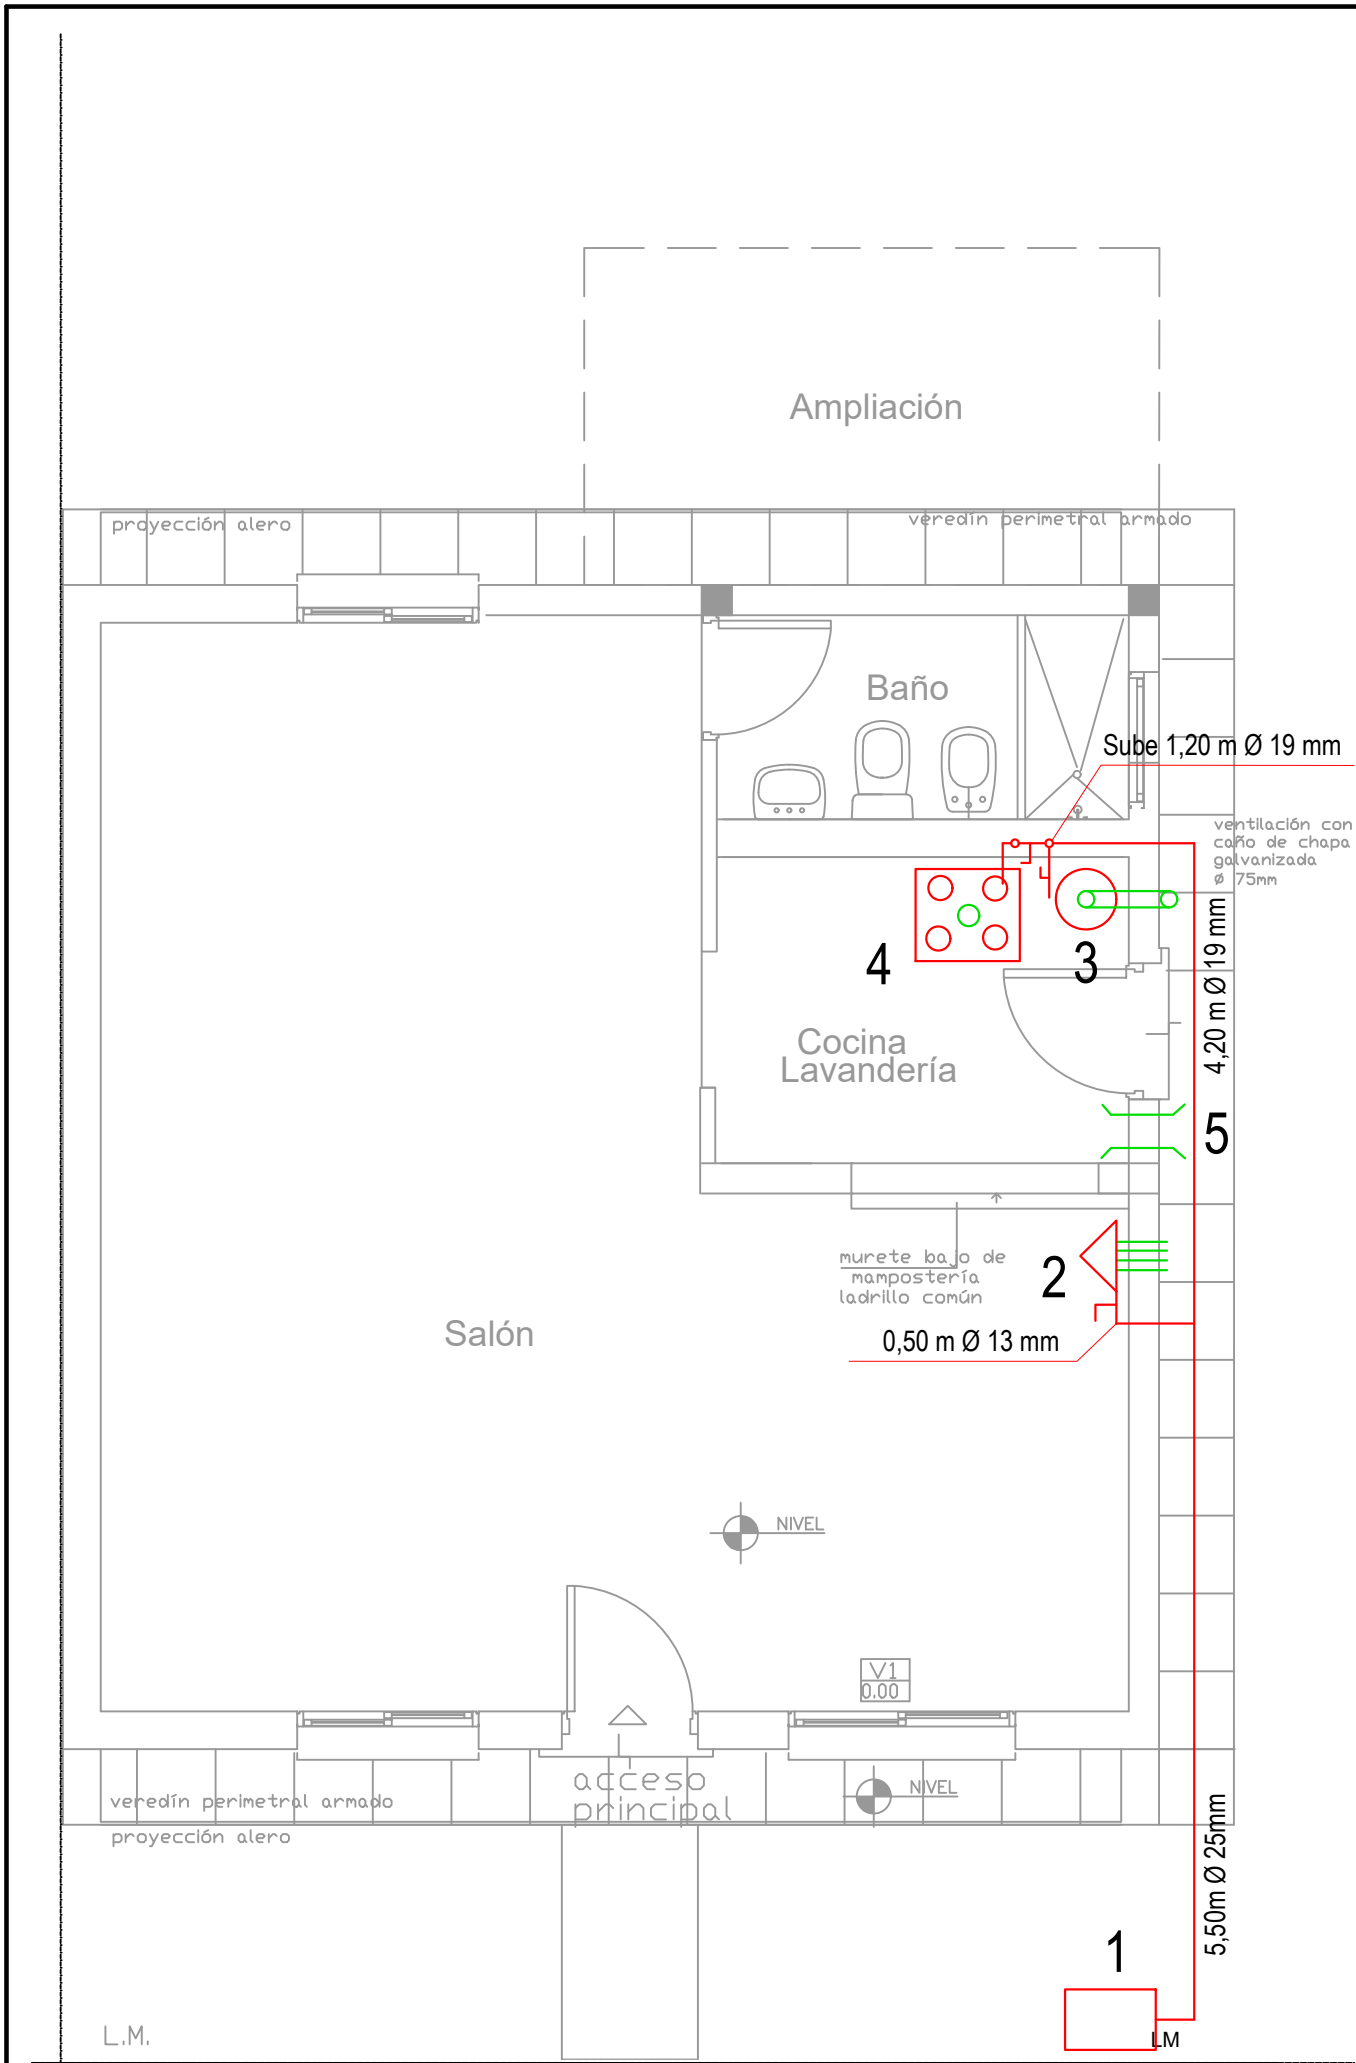 Ampliación
proyección alero
veredín perimetral armado
Baño
Sube 1,20 m Ø 19 mm
ventilación con
caño de chapa
galvanizada
ø 75mm
4,20 m Ø 19 mm
4
3
Cocina
Lavandería
5
murete bajo de
mampostería
ladrillo común
2
Salón
0,50 m Ø 13 mm
NIVEL
V1
0.00
acceso
principal
NIVEL
veredín perimetral armado
proyección alero
5,50m Ø 25mm
1
L.M.
LM